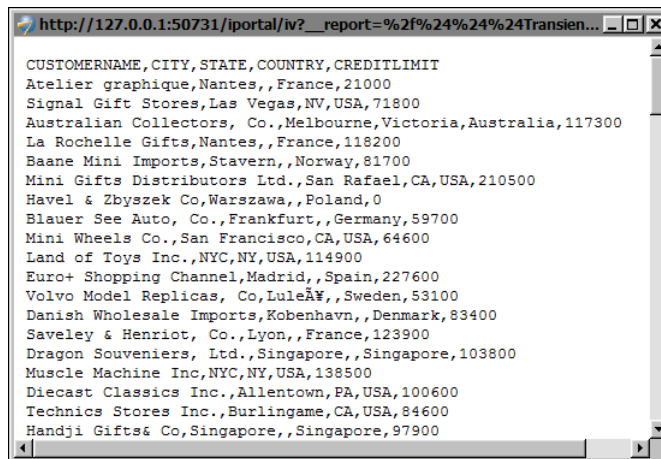 http://127.0.0.1:50731/iportal/iv?__report=%2f%24%24%24Transien...
CUSTOMERNAME,CITY,STATE,COUNTRY,CREDITLIMIT
Atelier graphique,Nantes,,France,21000
Signal Gift Stores,Las Vegas,NV,USA,71800
Australian Collectors, Co.,Melbourne,Victoria,Australia,117300
La Rochelle Gifts,Nantes,,France,118200
Baane Mini Imports,Stavern,,Norway,81700
Mini Gifts Distributors Ltd.,San Rafael,CA,USA,210500
Havel & Zbyszek Co,Warszawa,,Poland,0
Blauer See Auto, Co.,Frankfurt,,Germany,59700
Mini Wheels Co.,San Francisco,CA,USA,64600
Land of Toys Inc.,NYC,NY,USA,114900
Euro+ Shopping Channel,Madrid,,Spain,227600
Volvo Model Replicas, Co,LuleÃ¥,,Sweden,53100
Danish Wholesale Imports,Kobenhavn,,Denmark,83400
Saveley & Henriot, Co.,Lyon,,France,123900
Dragon Souveniers, Ltd.,Singapore,,Singapore,103800
Muscle Machine Inc,NYC,NY,USA,138500
Diecast Classics Inc.,Allentown,PA,USA,100600
Technics Stores Inc.,Burlingame,CA,USA,84600
Handji Gifts& Co,Singapore,,Singapore,97900